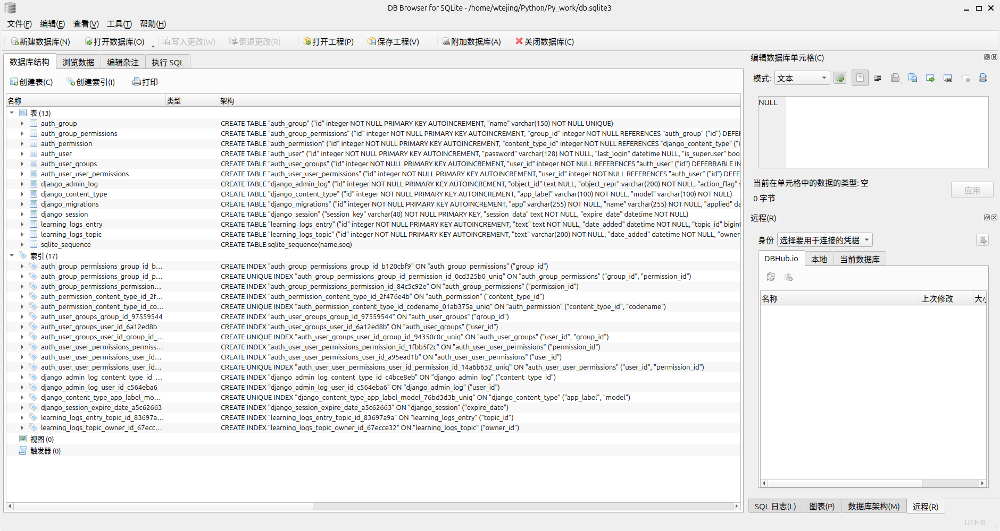 DB Browser for SQLite - /home/wtejing/Python/Py_work/db.sqlite3
文件(F) 编辑(E) 查看(V) 工具(T) 帮助(H)
新建数据库(N) 打开数据库(O) 写入更改(W) 倒退更改(R) 打开工程(P) 保存工程(V) 附加数据库(A) 关闭数据库(C)
数据库结构 浏览数据 编辑杂注 执行 SQL
创建表(C) 创建索引(I) 打印
名称 类型 架构
表 (13)
auth_group CREATE TABLE "auth_group" ("id" integer NOT NULL PRIMARY KEY AUTOINCREMENT, "name" varchar(150) NOT NULL UNIQUE)
auth_group_permissions CREATE TABLE "auth_group_permissions" ("id" integer NOT NULL PRIMARY KEY AUTOINCREMENT, "group_id" integer NOT NULL REFERENCES "auth_group" ("id") DEFER
auth_permission CREATE TABLE "auth_permission" ("id" integer NOT NULL PRIMARY KEY AUTOINCREMENT, "content_type_id" integer NOT NULL REFERENCES "django_content_type" ("i
auth_user CREATE TABLE "auth_user" ("id" integer NOT NULL PRIMARY KEY AUTOINCREMENT, "password" varchar(128) NOT NULL, "last_login" datetime NULL, "is_superuser" boo
auth_user_groups CREATE TABLE "auth_user_groups" ("id" integer NOT NULL PRIMARY KEY AUTOINCREMENT, "user_id" integer NOT NULL REFERENCES "auth_user" ("id") DEFERRABLE IN
auth_user_user_permissions CREATE TABLE "auth_user_user_permissions" ("id" integer NOT NULL PRIMARY KEY AUTOINCREMENT, "user_id" integer NOT NULL REFERENCES "auth_user" ("id") DEFE
django_admin_log CREATE TABLE "django_admin_log" ("id" integer NOT NULL PRIMARY KEY AUTOINCREMENT, "object_id" text NULL, "object_repr" varchar(200) NOT NULL, "action_flag" s
django_content_type CREATE TABLE "django_content_type" ("id" integer NOT NULL PRIMARY KEY AUTOINCREMENT, "app_label" varchar(100) NOT NULL, "model" varchar(100) NOT NULL)
django_migrations CREATE TABLE "django_migrations" ("id" integer NOT NULL PRIMARY KEY AUTOINCREMENT, "app" varchar(255) NOT NULL, "name" varchar(255) NOT NULL, "applied" da
django_session CREATE TABLE "django_session" ("session_key" varchar(40) NOT NULL PRIMARY KEY, "session_data" text NOT NULL, "expire_date" datetime NOT NULL)
learning_logs_entry CREATE TABLE "learning_logs_entry" ("id" integer NOT NULL PRIMARY KEY AUTOINCREMENT, "text" text NOT NULL, "date_added" datetime NOT NULL, "topic_id" bigint
learning_logs_topic CREATE TABLE "learning_logs_topic" ("id" integer NOT NULL PRIMARY KEY AUTOINCREMENT, "text" varchar(200) NOT NULL, "date_added" datetime NOT NULL, "owner_
sqlite_sequence CREATE TABLE sqlite_sequence(name,seq)
索引 (17)
auth_group_permissions_group_id_b... CREATE INDEX "auth_group_permissions_group_id_b120cbf9" ON "auth_group_permissions" ("group_id")
auth_group_permissions_group_id_p... CREATE UNIQUE INDEX "auth_group_permissions_group_id_permission_id_0cd325b0_uniq" ON "auth_group_permissions" ("group_id", "permission_id")
auth_group_permissions_permission... CREATE INDEX "auth_group_permissions_permission_id_84c5c92e" ON "auth_group_permissions" ("permission_id")
auth_permission_content_type_id_2f... CREATE INDEX "auth_permission_content_type_id_2f476e4b" ON "auth_permission" ("content_type_id")
auth_permission_content_type_id_co... CREATE UNIQUE INDEX "auth_permission_content_type_id_codename_01ab375a_uniq" ON "auth_permission" ("content_type_id", "codename")
auth_user_groups_group_id_97559544 CREATE INDEX "auth_user_groups_group_id_97559544" ON "auth_user_groups" ("group_id")
auth_user_groups_user_id_6a12ed8b CREATE INDEX "auth_user_groups_user_id_6a12ed8b" ON "auth_user_groups" ("user_id")
auth_user_groups_user_id_group_id_... CREATE UNIQUE INDEX "auth_user_groups_user_id_group_id_94350c0c_uniq" ON "auth_user_groups" ("user_id", "group_id")
auth_user_user_permissions_permiss... CREATE INDEX "auth_user_user_permissions_permission_id_1fbb5f2c" ON "auth_user_user_permissions" ("permission_id")
auth_user_user_permissions_user_id... CREATE INDEX "auth_user_user_permissions_user_id_a95ead1b" ON "auth_user_user_permissions" ("user_id")
auth_user_user_permissions_user_id... CREATE UNIQUE INDEX "auth_user_user_permissions_user_id_permission_id_14a6b632_uniq" ON "auth_user_user_permissions" ("user_id", "permission_id")
django_admin_log_content_type_id_... CREATE INDEX "django_admin_log_content_type_id_c4bce8eb" ON "django_admin_log" ("content_type_id")
django_admin_log_user_id_c564eba6 CREATE INDEX "django_admin_log_user_id_c564eba6" ON "django_admin_log" ("user_id")
django_content_type_app_label_mo... CREATE UNIQUE INDEX "django_content_type_app_label_model_76bd3d3b_uniq" ON "django_content_type" ("app_label", "model")
django_session_expire_date_a5c62663 CREATE INDEX "django_session_expire_date_a5c62663" ON "django_session" ("expire_date")
learning_logs_entry_topic_id_83697a... CREATE INDEX "learning_logs_entry_topic_id_83697a9a" ON "learning_logs_entry" ("topic_id")
learning_logs_topic_owner_id_67ecc... CREATE INDEX "learning_logs_topic_owner_id_67ecce32" ON "learning_logs_topic" ("owner_id")
视图 (0)
触发器 (0)
编辑数据库单元格(C)
模式: 文本
NULL
当前在单元格中的数据的类型: 空
0 字节
应用
远程(R)
身份 选择要用于连接的凭据
DBHub.io 本地 当前数据库
名称 上次修改 大小
SQL 日志(L) 图表(P) 数据库架构(M) 远程(R)
UTF-8